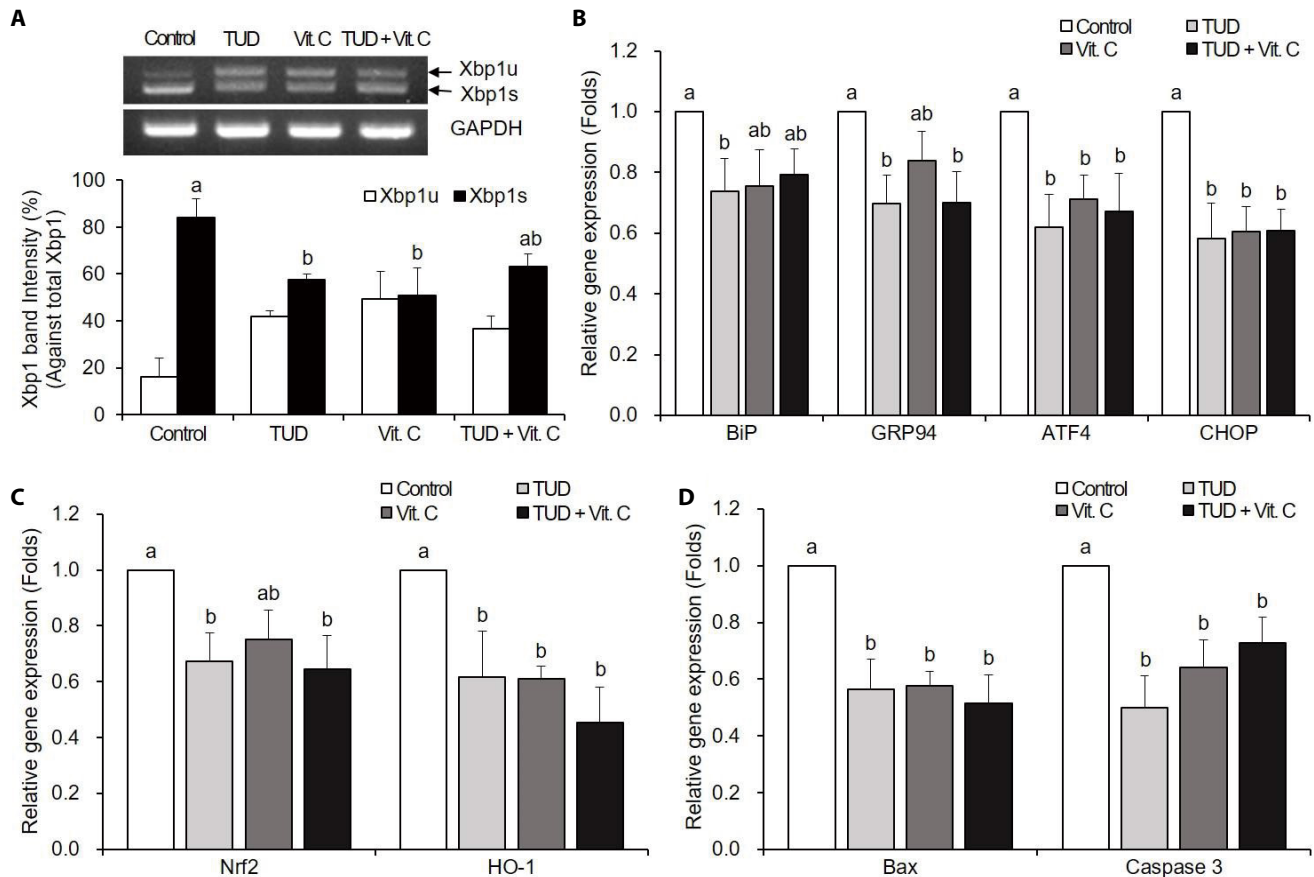 A
Control TUD Vit. C TUD + Vit. C
Xbp1u
Xbp1s
GAPDH
Xbp1 band Intensity (%)
(Against total Xbp1)
100
80
60
40
20
0
Xbp1u Xbp1s
a
b
b
ab
Control TUD Vit. C TUD + Vit. C
B
Control TUD
Vit. C TUD + Vit. C
Relative gene expression (Folds)
1.2
1.0
0.8
0.6
0.4
0.2
0.0
a b ab ab
a b ab b
a b b b
a b b b
BiP GRP94 ATF4 CHOP
C
Control TUD
Vit. C TUD + Vit. C
Relative gene expression (Folds)
1.2
1.0
0.8
0.6
0.4
0.2
0.0
a b ab b
a b b b
Nrf2 HO-1
D
Control TUD
Vit. C TUD + Vit. C
Relative gene expression (Folds)
1.2
1.0
0.8
0.6
0.4
0.2
0.0
a b b b
a b b b
Bax Caspase 3